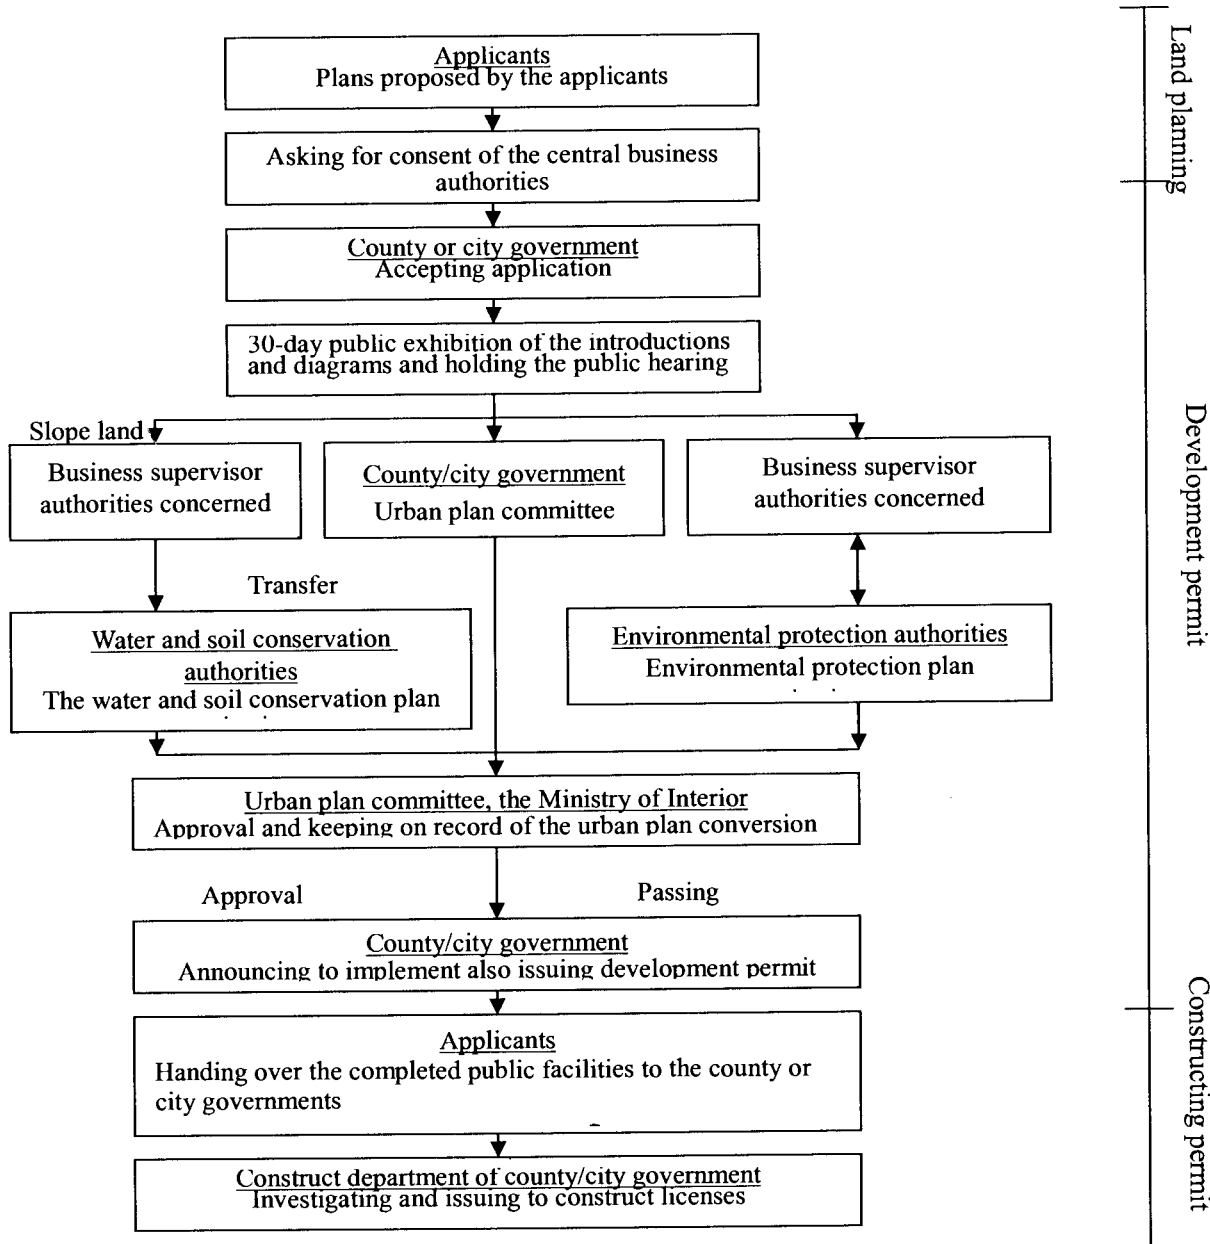 Applicants
Plans proposed by the applicants
Asking for consent of the central business
authorities
County or city government
Accepting application
30-day public exhibition of the introductions
and diagrams and holding the public hearing
Slope land
Business supervisor
authorities concerned
County/city government
Urban plan committee
Business supervisor
authorities concerned
Transfer
Water and soil conservation
authorities
The water and soil conservation plan
Environmental protection authorities
Environmental protection plan
Urban plan committee, the Ministry of Interior
Approval and keeping on record of the urban plan conversion
Approval
Passing
County/city government
Announcing to implement also issuing development permit
Applicants
Handing over the completed public facilities to the county or
city governments
Construct department of county/city government
Investigating and issuing to construct licenses
Land planning
Development permit
Constructing permit